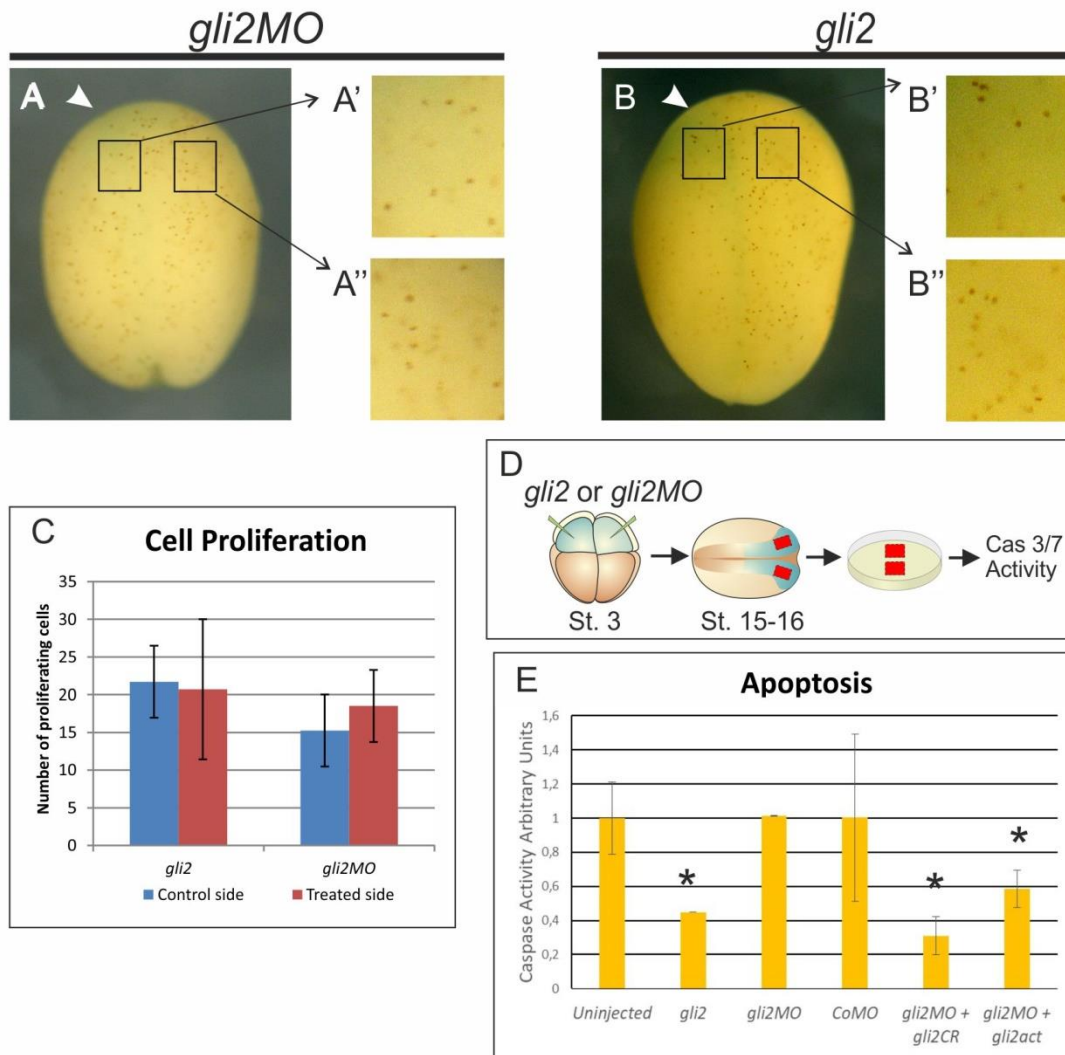 gli2MO
gli2
A
A'
A''
B
B'
B''
C
Cell Proliferation
Number of proliferating cells
35
30
25
20
15
10
5
0
gli2
gli2MO
Control side
Treated side
D
gli2 or gli2MO
St. 3
St. 15-16
Cas 3/7
Activity
E
Apoptosis
Caspase Activity Arbitrary Units
1,6
1,4
1,2
1
0,8
0,6
0,4
0,2
0
*
*
*
Uninjected
gli2
gli2MO
CoMO
gli2MO +
gli2CR
gli2MO +
gli2act